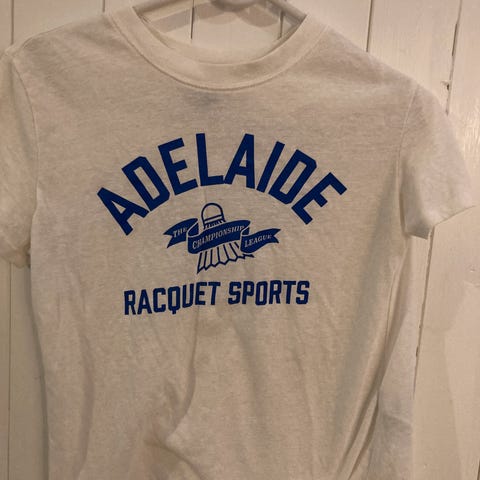 ADELAIDE
THE CHAMPIONSHIP LEAGUE
RACQUET SPORTS